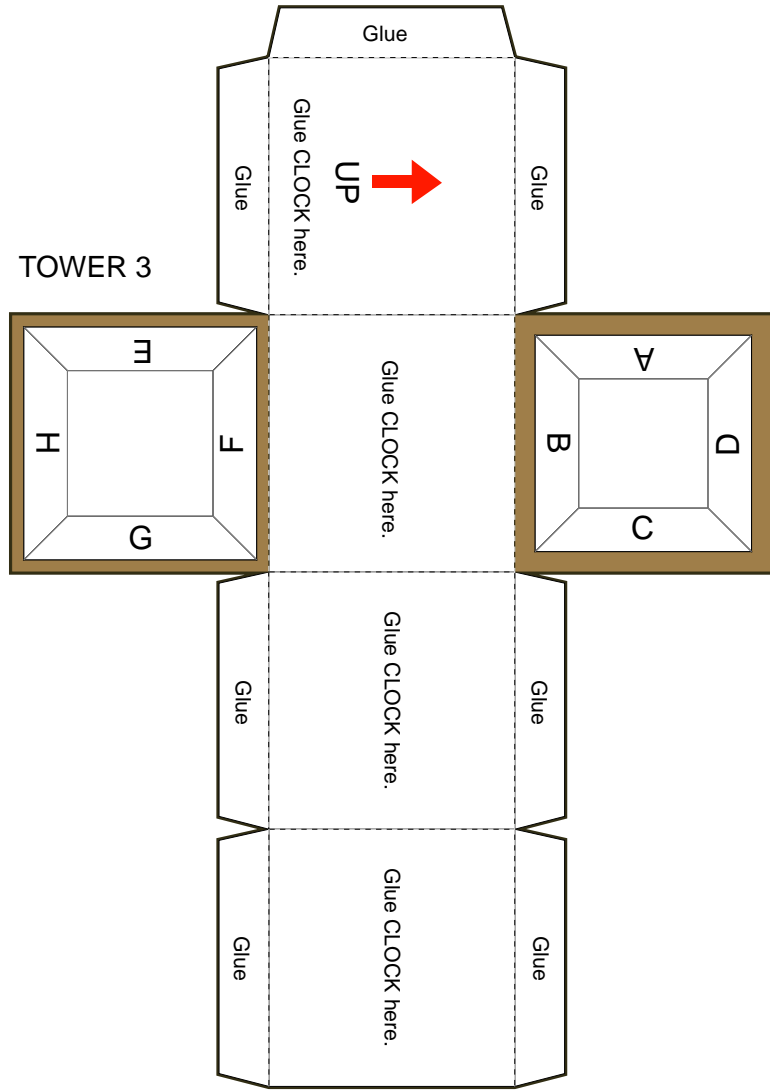 Glue
Glue CLOCK here.
UP
Glue
Glue
TOWER 3
E
H
F
G
Glue CLOCK here.
A
B
D
C
Glue
Glue CLOCK here.
Glue
Glue
Glue CLOCK here.
Glue